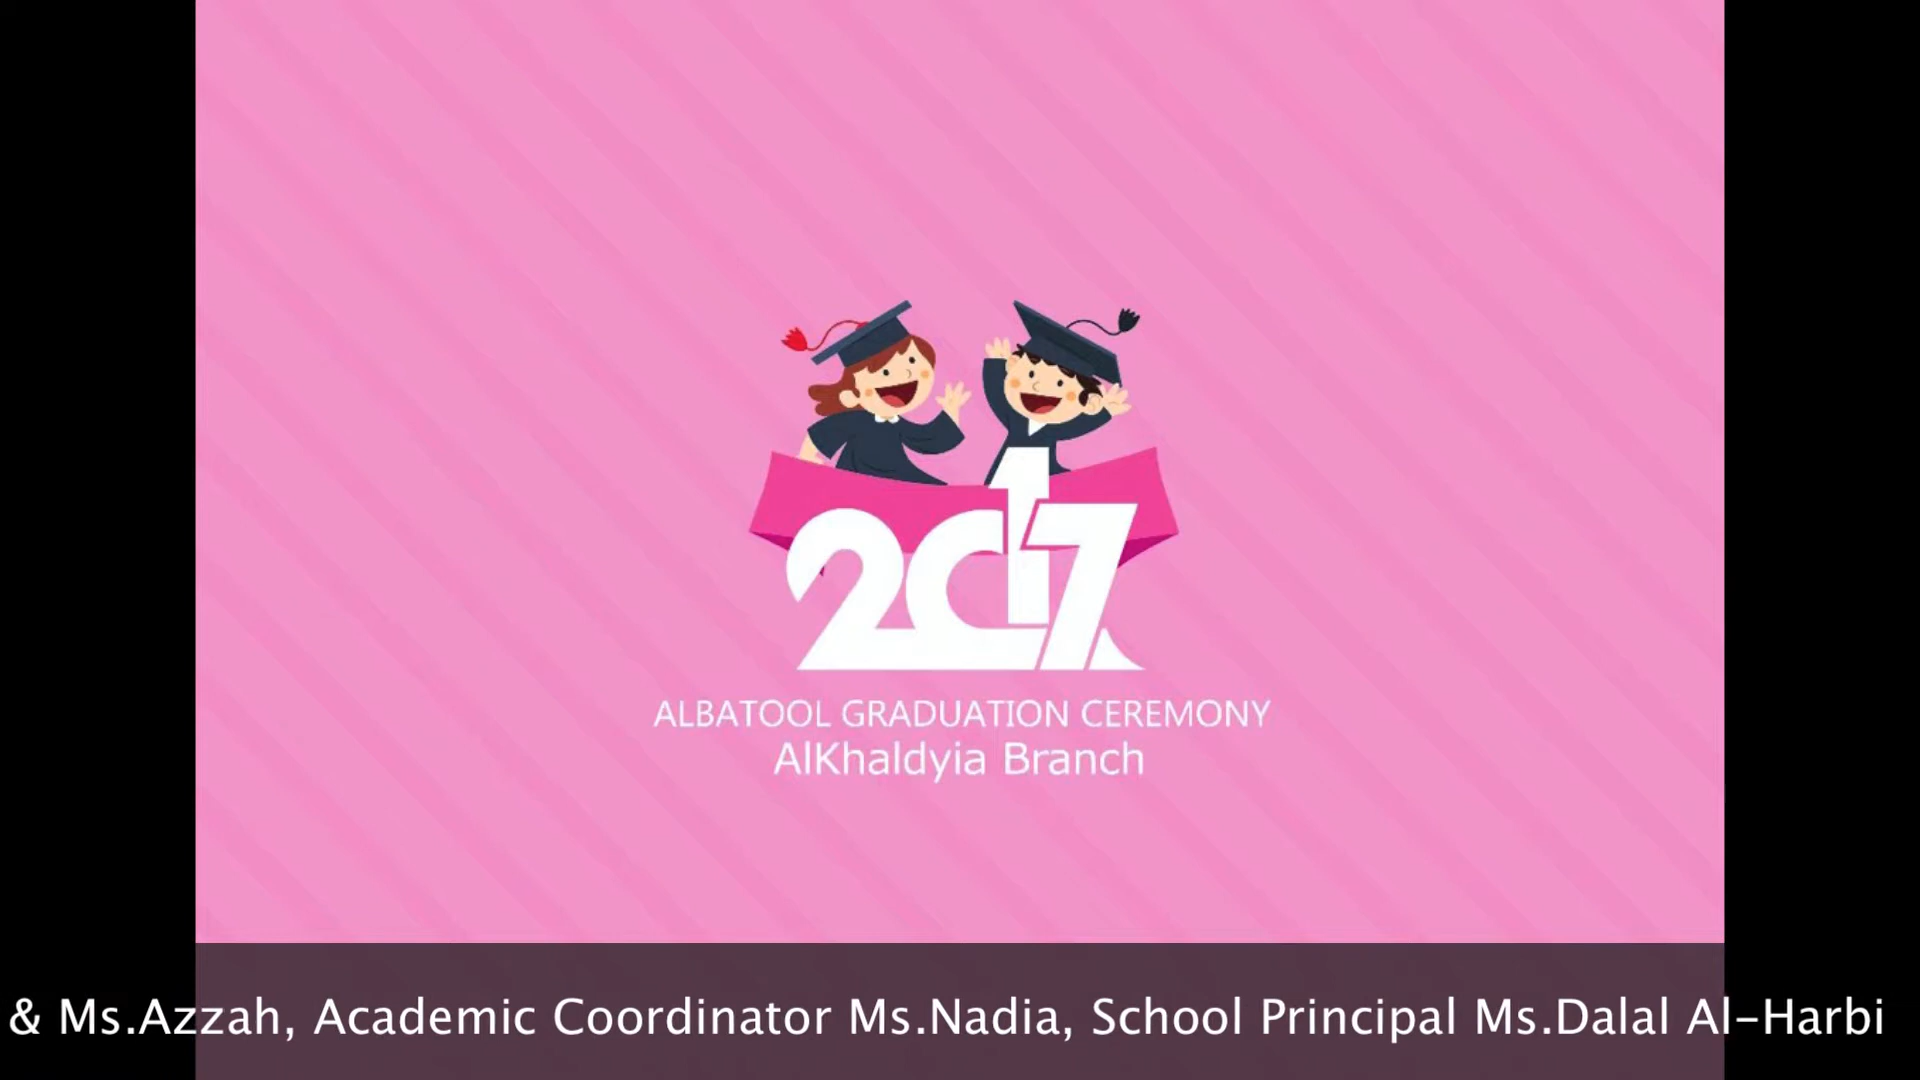 2017
ALBATOOL GRADUATION CEREMONY
AlKhaldyia Branch
& Ms.Azzah, Academic Coordinator Ms.Nadia, School Principal Ms.Dalal Al-Harbi